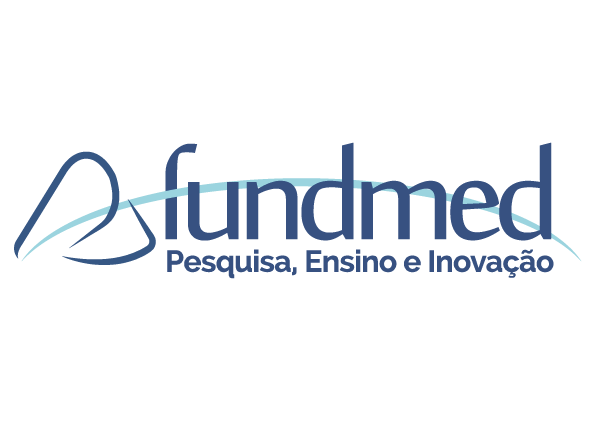 fundmed
Pesquisa, Ensino e Inovação